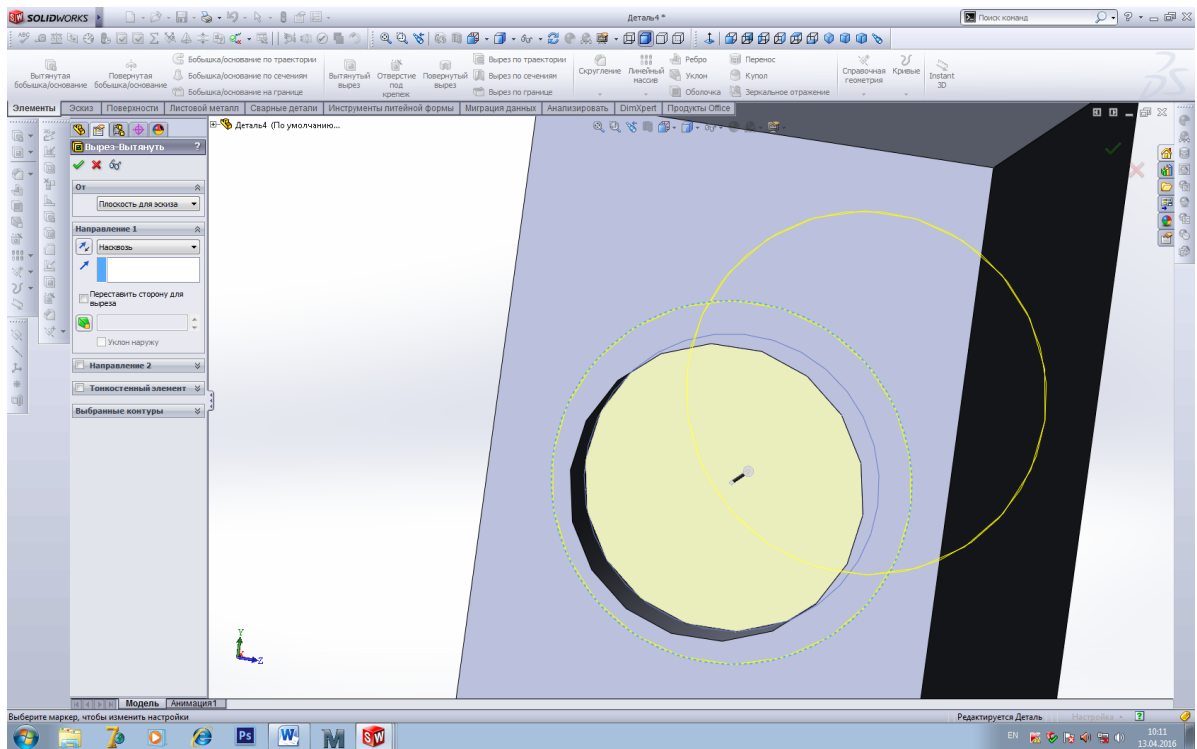 SOLIDWORKS
Деталь4 *
Поиск команд
Вытянутая бобышка/основание
Повернутая бобышка/основание
Бобышка/основание по траектории
Бобышка/основание по сечениям
Бобышка/основание на границе
Вытянутый вырез
Отверстие под крепеж
Повернутый вырез
Вырез по траектории
Вырез по сечениям
Вырез по границе
Скругление
Линейный массив
Ребро
Уклон
Оболочка
Перенос
Купол
Зеркальное отражение
Справочная геометрия
Кривые
Instant 3D
Элементы Эскиз Поверхности Листовой металл Сварные детали Инструменты литейной формы Миграция данных Анализировать DimXpert Продукты Office
Деталь4 (По умолчанию...
Вырез-Вытянуть ?
От
Плоскость для эскиза
Направление 1
Насквозь
Переставить сторону для
выреза
Уклон наружу
Направление 2
Тонкостенный элемент
Выбранные контуры
Y
Z
Модель Анимация1
Выберите маркер, чтобы изменить настройки
Редактируется Деталь
Настройка
EN
10:11
13.04.2016